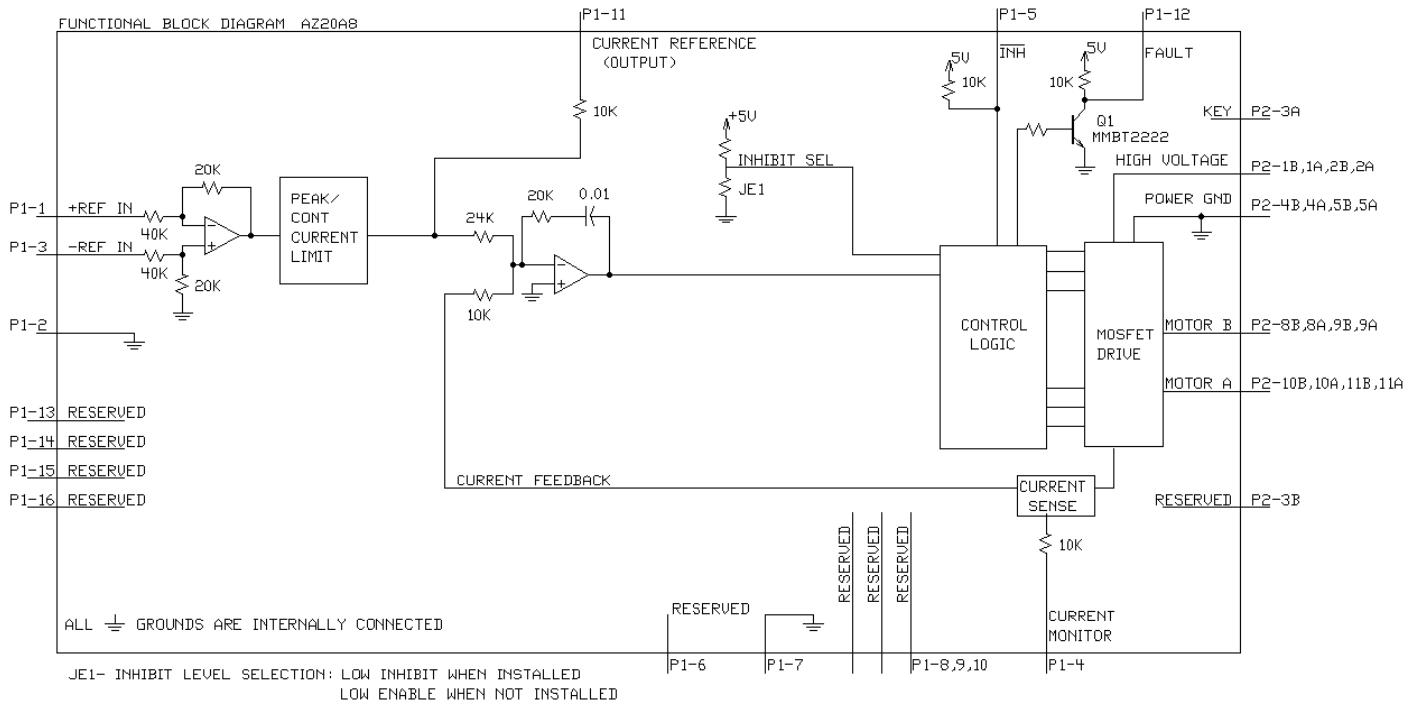 FUNCTIONAL BLOCK DIAGRAM AZ20A8
P1-11
P1-5
P1-12
CURRENT REFERENCE
(OUTPUT)
INH
FAULT
5V
10K
5V
10K
10K
KEY P2-3A
+5V
Q1
MMBT2222
INHIBIT SEL
JE1
HIGH VOLTAGE P2-1B,1A,2B,2A
20K
PEAK/
CONT
CURRENT
LIMIT
20K
0.01
24K
POWER GND P2-4B,4A,5B,5A
P1-1 +REF IN
40K
P1-3 -REF IN
40K
20K
10K
P1-2
CONTROL
LOGIC
MOSFET
DRIVE
MOTOR B P2-8B,8A,9B,9A
MOTOR A P2-10B,10A,11B,11A
P1-13 RESERVED
P1-14 RESERVED
P1-15 RESERVED
P1-16 RESERVED
CURRENT FEEDBACK
CURRENT
SENSE
RESERVED P2-3B
10K
RESERVED
RESERVED
RESERVED
RESERVED
CURRENT
MONITOR
ALL GROUNDS ARE INTERNALLY CONNECTED
P1-6
P1-7
P1-8,9,10
P1-4
JE1- INHIBIT LEVEL SELECTION: LOW INHIBIT WHEN INSTALLED
LOW ENABLE WHEN NOT INSTALLED